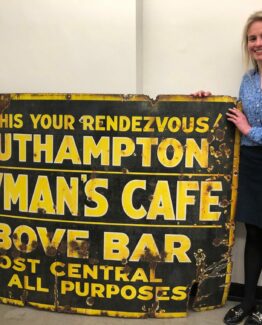 HIS YOUR RENDEZVOUS!
UTHAMPTON
YMAN'S CAFE
BOVE BAR
OST CENTRAL
ALL PURPOSES